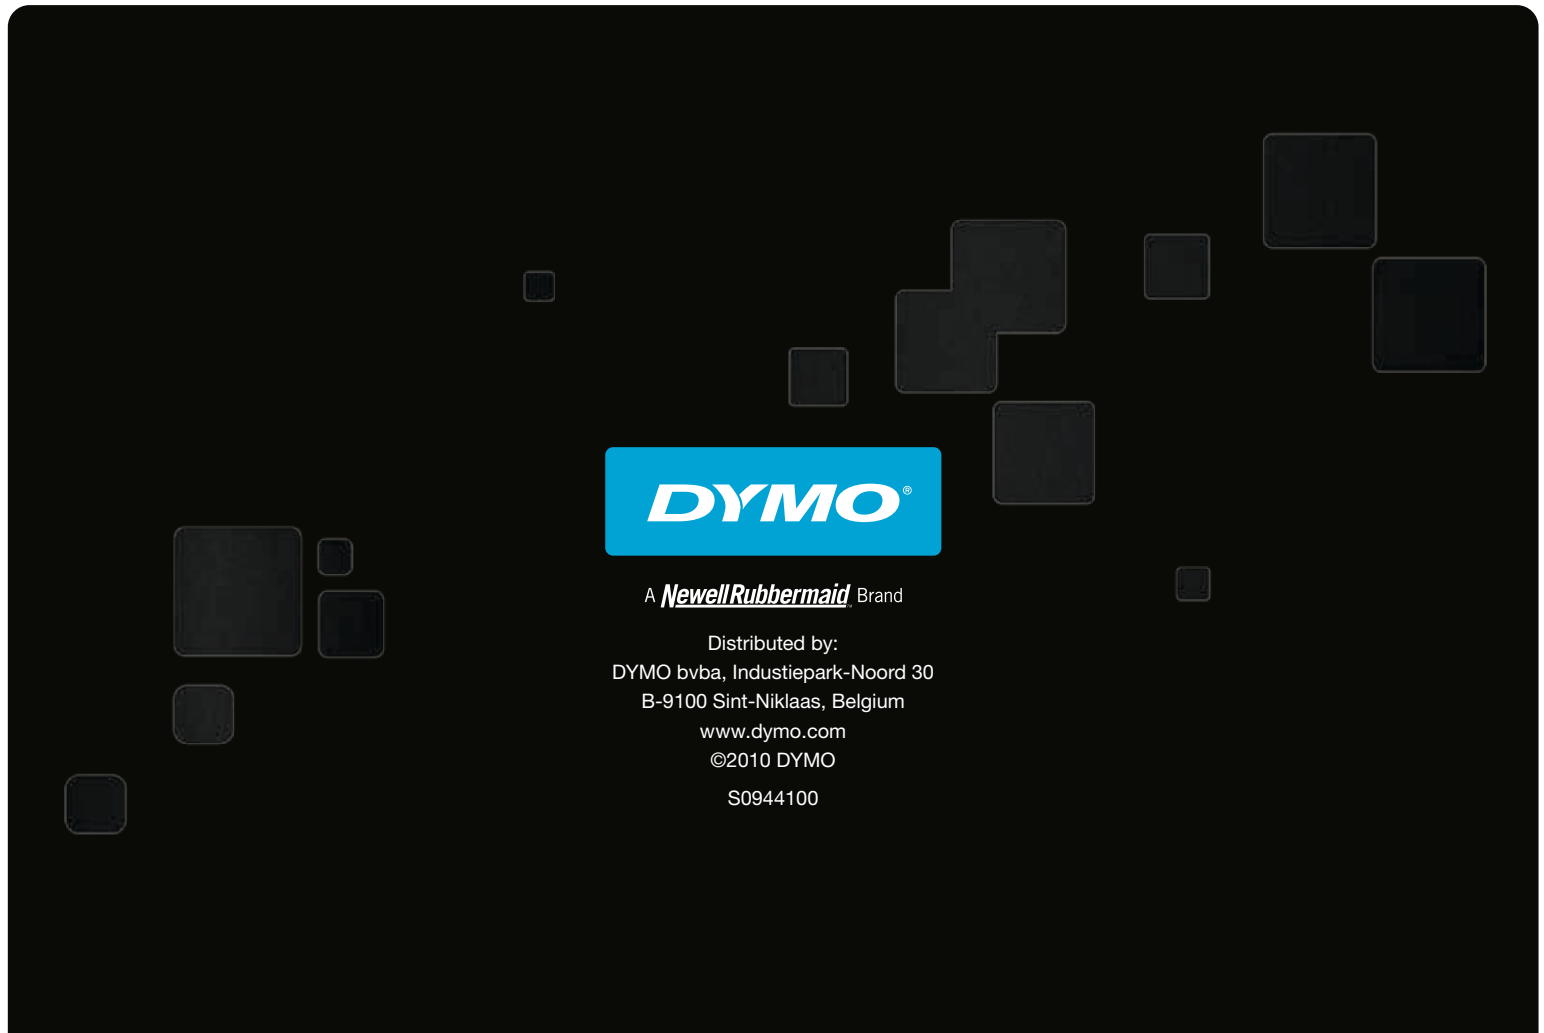 DYMO®
A NewellRubbermaid™ Brand
Distributed by:
DYMO bvba, Industiepark-Noord 30
B-9100 Sint-Niklaas, Belgium
www.dymo.com
©2010 DYMO
S0944100